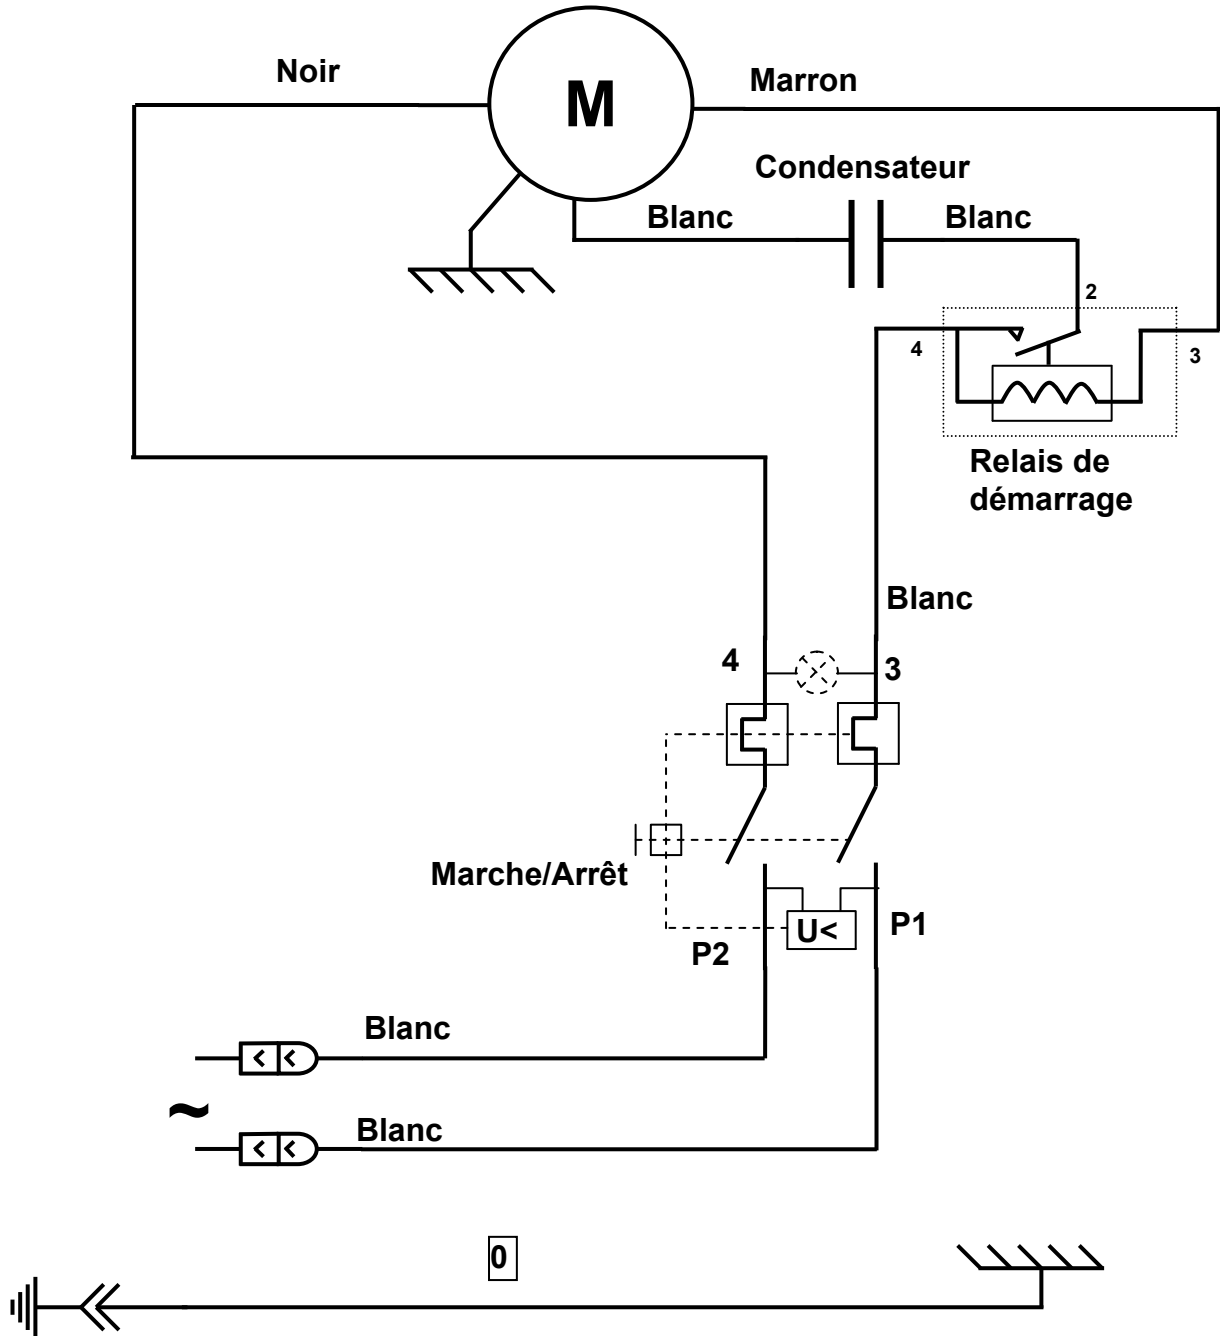 Noir
M
Marron
Condensateur
Blanc
Blanc
2
4
3
Relais de
démarrage
Blanc
4
3
Marche/Arrêt
U<
P1
P2
Blanc
~
Blanc
0